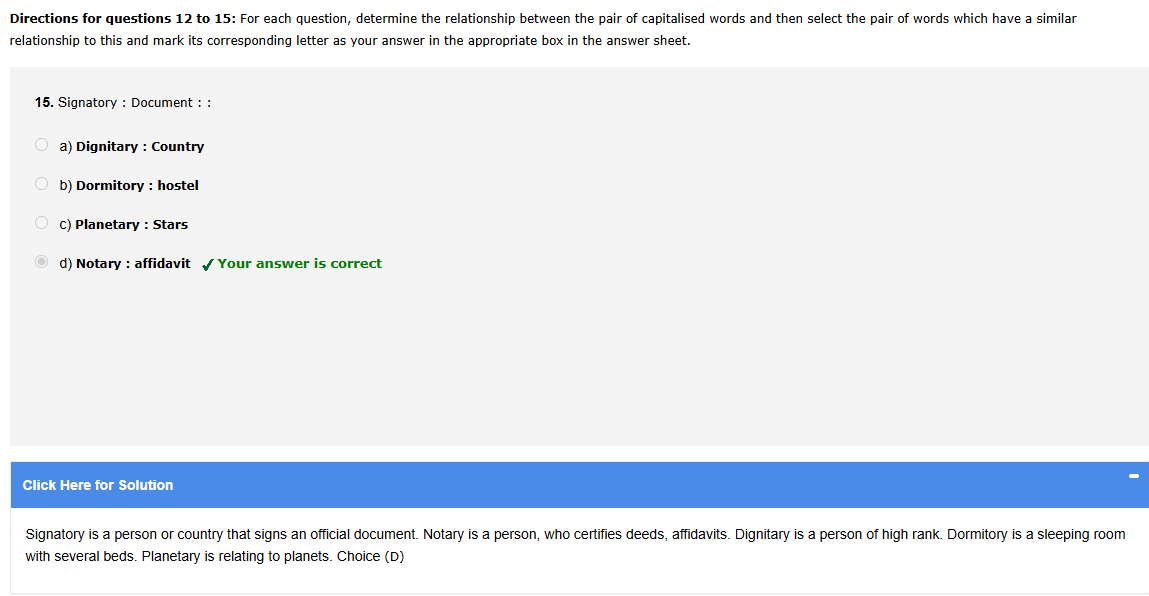 Directions for questions 12 to 15: For each question, determine the relationship between the pair of capitalised words and then select the pair of words which have a similar
relationship to this and mark its corresponding letter as your answer in the appropriate box in the answer sheet.
15. Signatory : Document : :
a) Dignitary : Country
b) Dormitory : hostel
c) Planetary : Stars
d) Notary : affidavit ✓ Your answer is correct
Click Here for Solution
Signatory is a person or country that signs an official document. Notary is a person, who certifies deeds, affidavits. Dignitary is a person of high rank. Dormitory is a sleeping room
with several beds. Planetary is relating to planets. Choice (D)